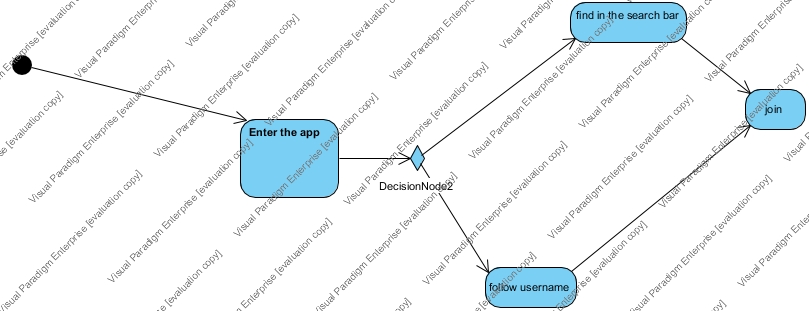 find in the search bar
join
Enter the app
DecisionNode2
follow username
Visual Paradigm Enterprise [evaluation copy]